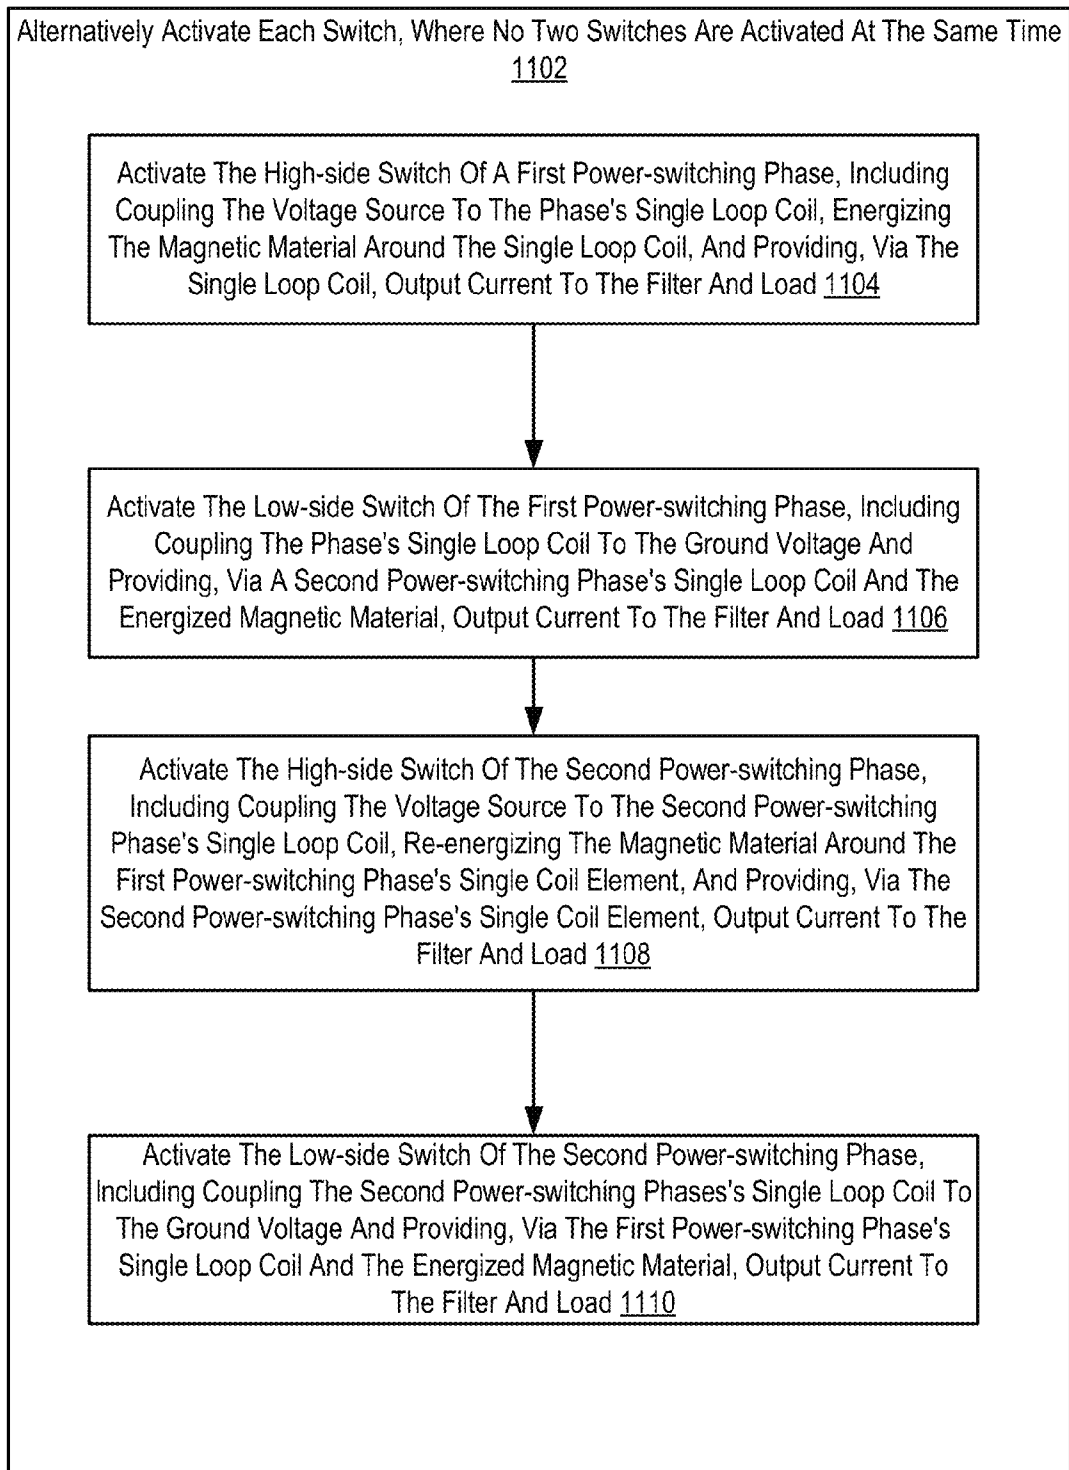 Alternatively Activate Each Switch, Where No Two Switches Are Activated At The Same Time
1102
Activate The High-side Switch Of A First Power-switching Phase, Including
Coupling The Voltage Source To The Phase's Single Loop Coil, Energizing
The Magnetic Material Around The Single Loop Coil, And Providing, Via The
Single Loop Coil, Output Current To The Filter And Load 1104
Activate The Low-side Switch Of The First Power-switching Phase, Including
Coupling The Phase's Single Loop Coil To The Ground Voltage And
Providing, Via A Second Power-switching Phase's Single Loop Coil And The
Energized Magnetic Material, Output Current To The Filter And Load 1106
Activate The High-side Switch Of The Second Power-switching Phase,
Including Coupling The Voltage Source To The Second Power-switching
Phase's Single Loop Coil, Re-energizing The Magnetic Material Around The
First Power-switching Phase's Single Coil Element, And Providing, Via The
Second Power-switching Phase's Single Coil Element, Output Current To The
Filter And Load 1108
Activate The Low-side Switch Of The Second Power-switching Phase,
Including Coupling The Second Power-switching Phases's Single Loop Coil To
The Ground Voltage And Providing, Via The First Power-switching Phase's
Single Loop Coil And The Energized Magnetic Material, Output Current To
The Filter And Load 1110